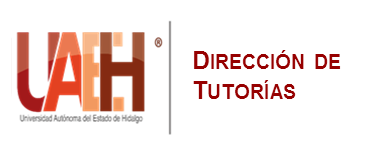 UAEH ®
Universidad Autónoma del Estado de Hidalgo
DIRECCIÓN DE
TUTORÍAS